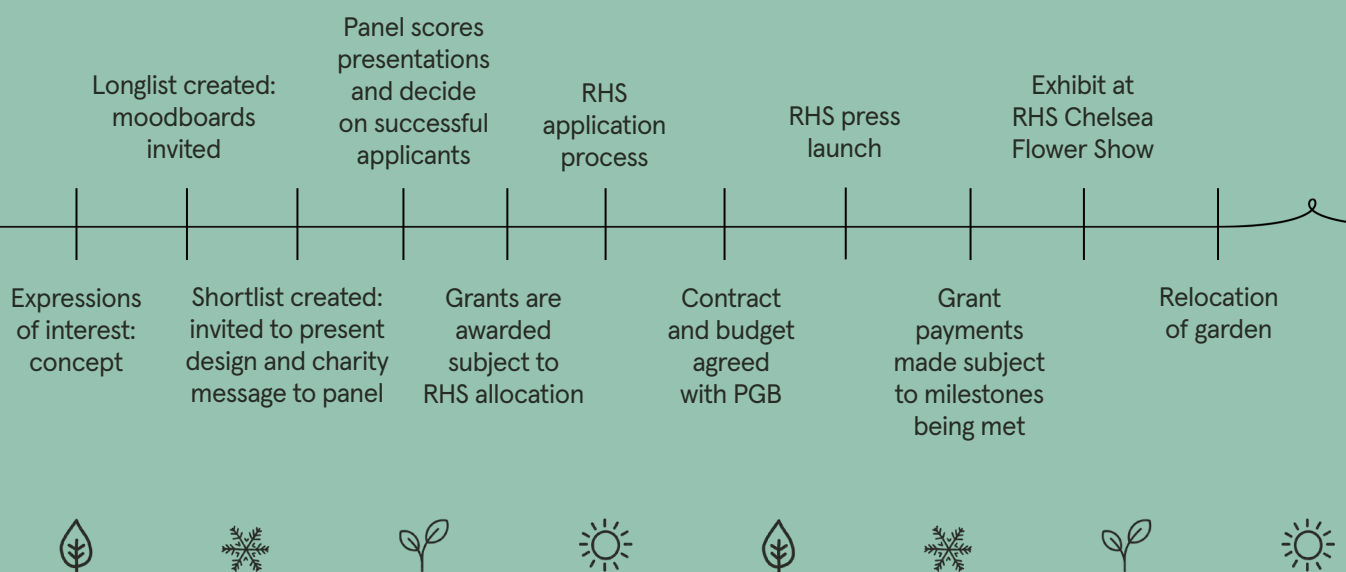 Expressions
of interest:
concept
Longlist created:
moodboards
invited
Shortlist created:
invited to present
design and charity
message to panel
Panel scores
presentations
and decide
on successful
applicants
Grants are
awarded
subject to
RHS allocation
RHS
application
process
Contract
and budget
agreed
with PGB
RHS press
launch
Grant
payments
made subject
to milestones
being met
Exhibit at
RHS Chelsea
Flower Show
Relocation
of garden